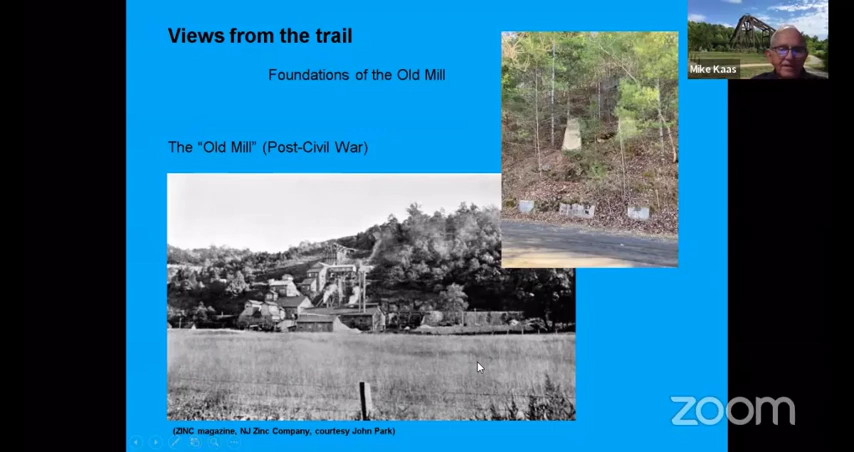 Views from the trail
Foundations of the Old Mill
Mike Kaas
The “Old Mill” (Post-Civil War)
(ZINC magazine, NJ Zinc Company, courtesy John Park)
zoom